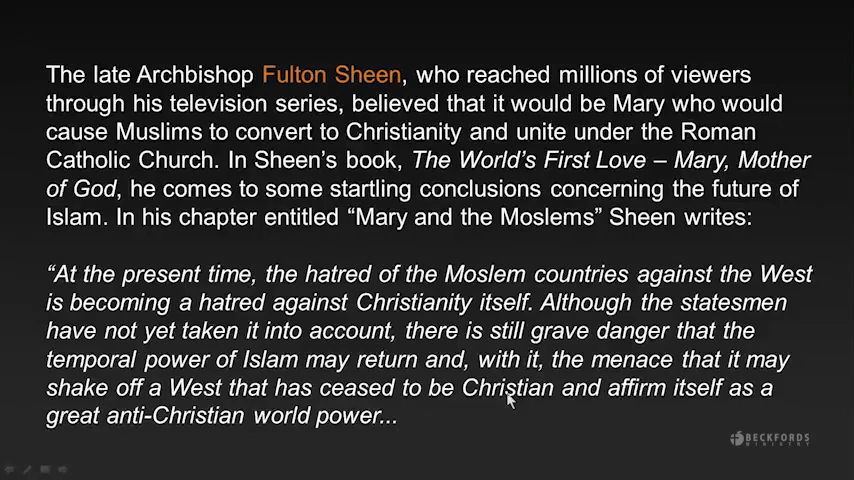 The late Archbishop Fulton Sheen, who reached millions of viewers
through his television series, believed that it would be Mary who would
cause Muslims to convert to Christianity and unite under the Roman
Catholic Church. In Sheen’s book, The World’s First Love – Mary, Mother
of God, he comes to some startling conclusions concerning the future of
Islam. In his chapter entitled “Mary and the Moslems” Sheen writes:
“At the present time, the hatred of the Moslem countries against the West
is becoming a hatred against Christianity itself. Although the statesmen
have not yet taken it into account, there is still grave danger that the
temporal power of Islam may return and, with it, the menace that it may
shake off a West that has ceased to be Christian and affirm itself as a
great anti-Christian world power...
BECKFORDS
MINISTRY